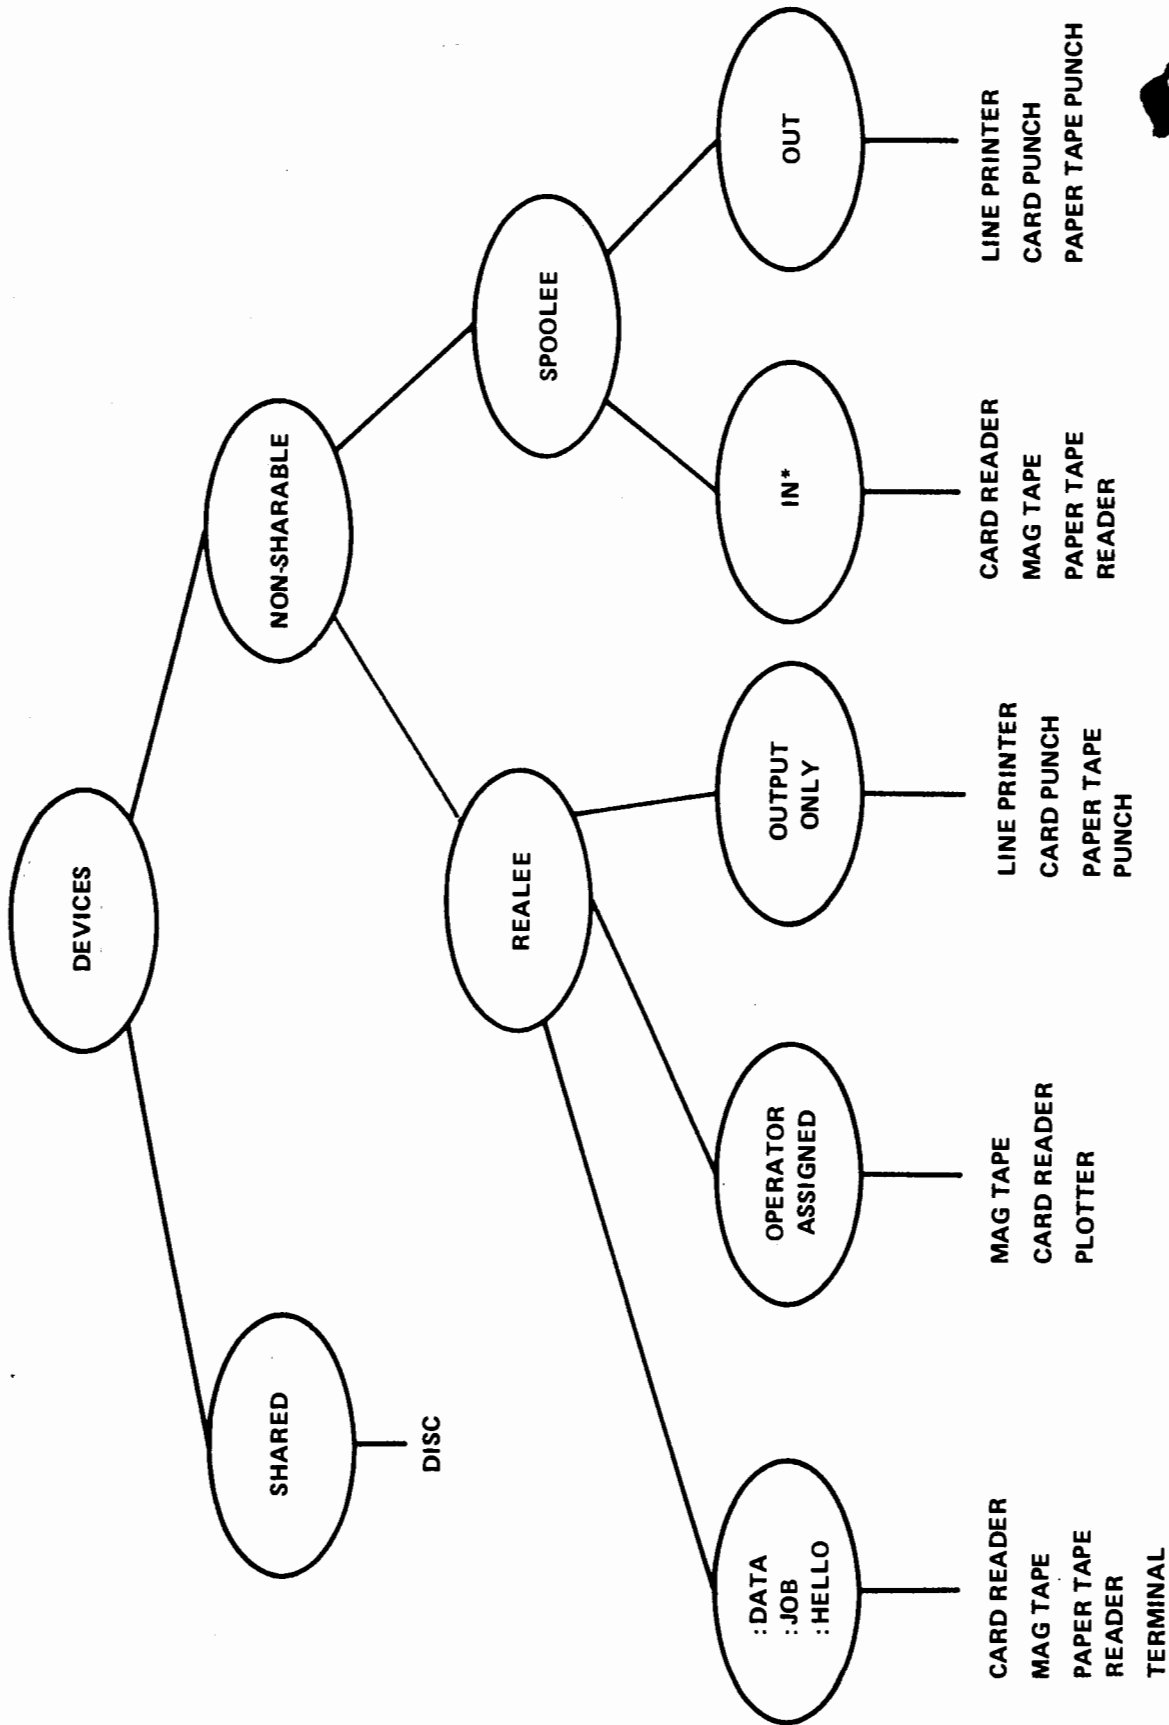 DEVICES
SHARED
DISC
NON-SHARABLE
REALEE
SPOOLEE
:DATA
:JOB
:HELLO
CARD READER
MAG TAPE
PAPER TAPE
READER
TERMINAL
OPERATOR
ASSIGNED
MAG TAPE
CARD READER
PLOTTER
OUTPUT
ONLY
LINE PRINTER
CARD PUNCH
PAPER TAPE
PUNCH
IN*
CARD READER
MAG TAPE
PAPER TAPE
READER
OUT
LINE PRINTER
CARD PUNCH
PAPER TAPE PUNCH